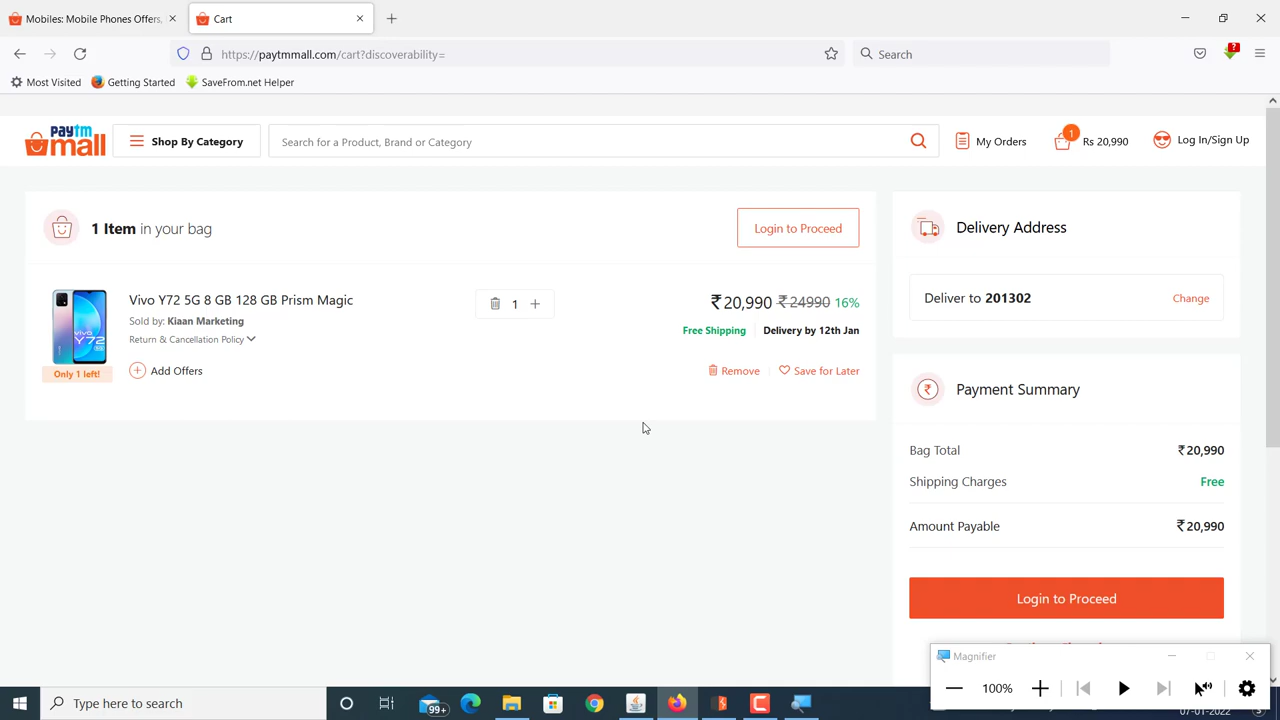 Mobiles: Mobile Phones Offers,
Cart
https://paytmmall.com/cart?discoverability=
Search
?
Most Visited
Getting Started
SaveFrom.net Helper
paytm
mall
Shop By Category
Search for a Product, Brand or Category
My Orders
1
Rs 20,990
Log In/Sign Up
1 Item in your bag
Login to Proceed
Delivery Address
Vivo Y72 5G 8 GB 128 GB Prism Magic
1
₹20,990 ₹24990 16%
Deliver to 201302
Change
Sold by: Kiaan Marketing
Free Shipping
Delivery by 12th Jan
Return & Cancellation Policy
vivo
Y72
Only 1 left!
Add Offers
Remove
Save for Later
Payment Summary
Bag Total
₹20,990
Shipping Charges
Free
Amount Payable
₹20,990
Login to Proceed
Magnifier
100%
Type here to search
99+
07-01-2022